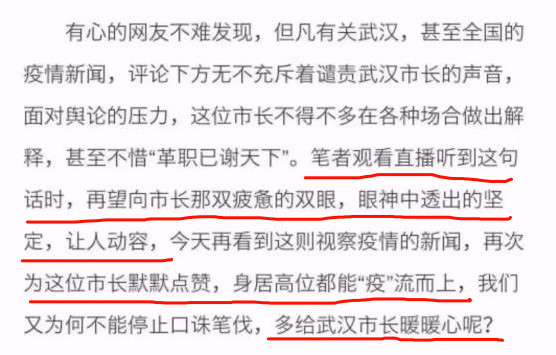 有心的网友不难发现，但凡有关武汉，甚至全国的
疫情新闻，评论下方无不充斥着谴责武汉市长的声音，
面对舆论的压力，这位市长不得不多在各种场合做出解
释，甚至不惜“革职已谢天下”。笔者观看直播听到这句
话时，再望向市长那双疲惫的双眼，眼神中透出的坚
定，让人动容，今天再看到这则视察疫情的新闻，再次
为这位市长默默点赞，身居高位都能“疫”流而上，我们
又为何不能停止口诛笔伐，多给武汉市长暖暖心呢？